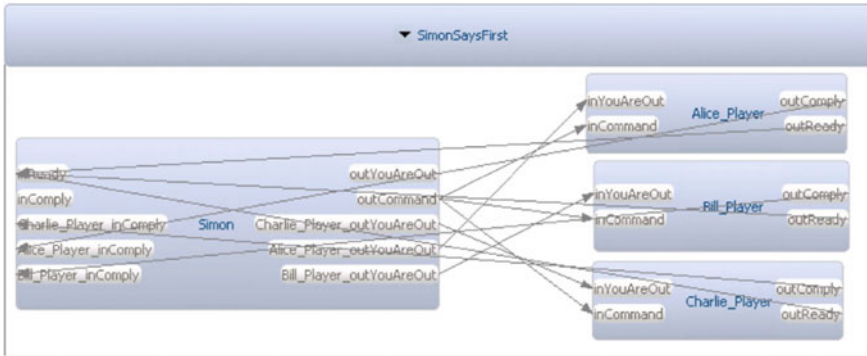 SimonSaysFirst
inReady
inComply
Charlie_Player_inComply
Alice_Player_inComply
Bill_Player_inComply
Simon
outYouAreOut
outCommand
Charlie_Player_outYouAreOut
Alice_Player_outYouAreOut
Bill_Player_outYouAreOut
inYouAreOut
inCommand
Alice_Player
outComply
outReady
inYouAreOut
inCommand
Bill_Player
outComply
outReady
inYouAreOut
inCommand
Charlie_Player
outComply
outReady